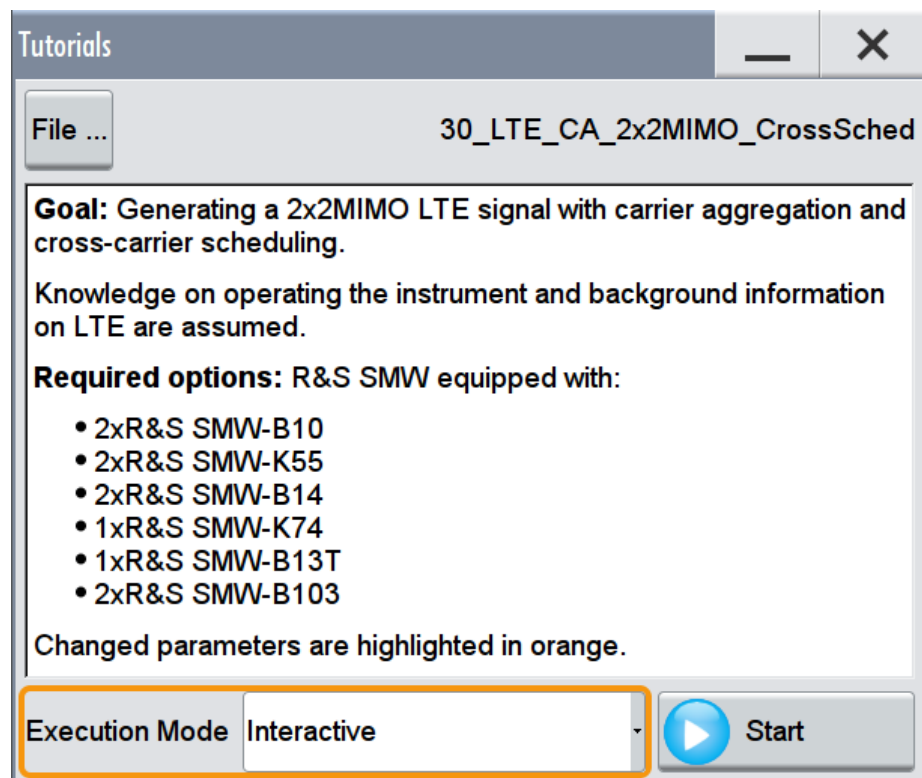 Tutorials
File ...
30_LTE_CA_2x2MIMO_CrossSched
Goal: Generating a 2x2MIMO LTE signal with carrier aggregation and
cross-carrier scheduling.
Knowledge on operating the instrument and background information
on LTE are assumed.
Required options: R&S SMW equipped with:
• 2xR&S SMW-B10
• 2xR&S SMW-K55
• 2xR&S SMW-B14
• 1xR&S SMW-K74
• 1xR&S SMW-B13T
• 2xR&S SMW-B103
Changed parameters are highlighted in orange.
Execution Mode Interactive
Start